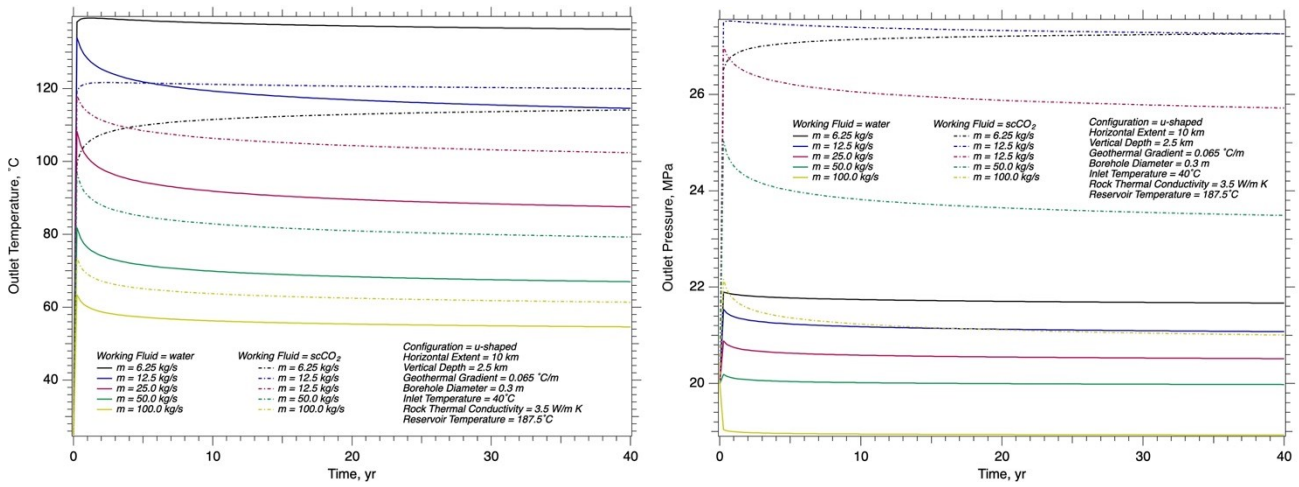 Outlet Temperature, °C
120
100
80
60
40
Working Fluid = water
m = 6.25 kg/s
m = 12.5 kg/s
m = 25.0 kg/s
m = 50.0 kg/s
m = 100.0 kg/s
Working Fluid = scCO₂
m = 6.25 kg/s
m = 12.5 kg/s
m = 12.5 kg/s
m = 50.0 kg/s
m = 100.0 kg/s
Configuration = u-shaped
Horizontal Extent = 10 km
Vertical Depth = 2.5 km
Geothermal Gradient = 0.065 ˚C/m
Borehole Diameter = 0.3 m
Inlet Temperature = 40˚C
Rock Thermal Conductivity = 3.5 W/m K
Reservoir Temperature = 187.5˚C
0 10 20 30 40
Time, yr
Outlet Pressure, MPa
26
24
22
20
Working Fluid = water
m = 6.25 kg/s
m = 12.5 kg/s
m = 25.0 kg/s
m = 50.0 kg/s
m = 100.0 kg/s
Working Fluid = scCO₂
m = 6.25 kg/s
m = 12.5 kg/s
m = 12.5 kg/s
m = 50.0 kg/s
m = 100.0 kg/s
Configuration = u-shaped
Horizontal Extent = 10 km
Vertical Depth = 2.5 km
Geothermal Gradient = 0.065 ˚C/m
Borehole Diameter = 0.3 m
Inlet Temperature = 40˚C
Rock Thermal Conductivity = 3.5 W/m K
Reservoir Temperature = 187.5˚C
0 10 20 30 40
Time, yr